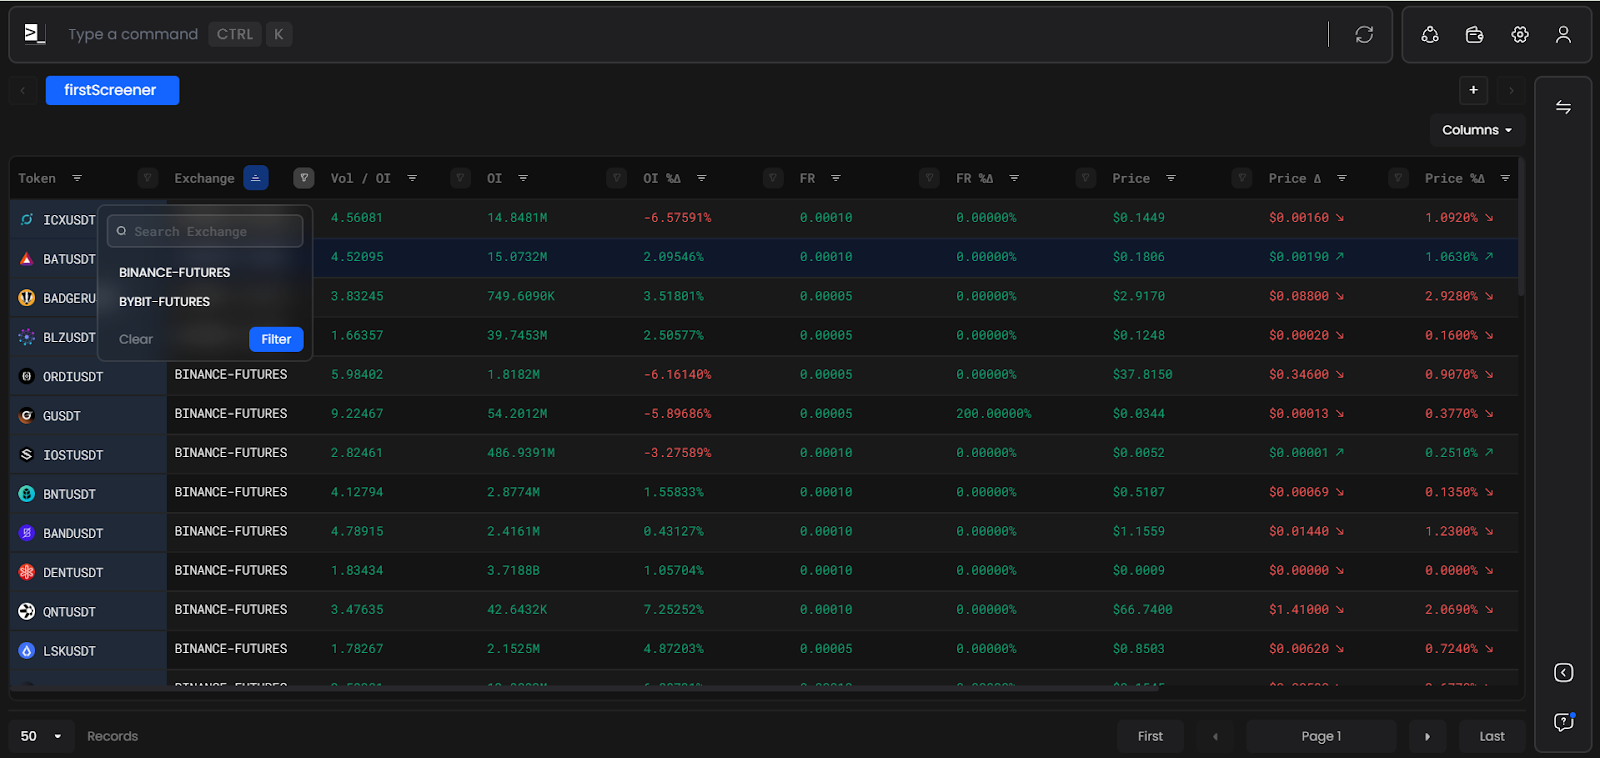 Type a command CTRL K
firstScreener +
Columns
Token Exchange Vol / OI OI OI %Δ FR FR %Δ Price Price Δ Price %Δ
ICXUSDT 4.56081 14.8481M -6.57591% 0.00010 0.00000% $0.1449 $0.00160 ↘ 1.0920% ↘
Search Exchange
BATUSDT 4.52095 15.0732M 2.09546% 0.00010 0.00000% $0.1806 $0.00190 ↗ 1.0630% ↗
BINANCE-FUTURES
BADGERU 3.83245 749.6090K 3.51801% 0.00005 0.00000% $2.9170 $0.08800 ↘ 2.9280% ↘
BYBIT-FUTURES
BLZUSDT 1.66357 39.7453M 2.50577% 0.00005 0.00000% $0.1248 $0.00020 ↘ 0.1600% ↘
Clear Filter
ORDIUSDT BINANCE-FUTURES 5.98402 1.8182M -6.16140% 0.00005 0.00000% $37.8150 $0.34600 ↘ 0.9070% ↘
GUSDT BINANCE-FUTURES 9.22467 54.2012M -5.89686% 0.00005 200.00000% $0.0344 $0.00013 ↘ 0.3770% ↘
IOSTUSDT BINANCE-FUTURES 2.82461 486.9391M -3.27589% 0.00010 0.00000% $0.0052 $0.00001 ↗ 0.2510% ↗
BNTUSDT BINANCE-FUTURES 4.12794 2.8774M 1.55833% 0.00010 0.00000% $0.5107 $0.00069 ↘ 0.1350% ↘
BANDUSDT BINANCE-FUTURES 4.78915 2.4161M 0.43127% 0.00010 0.00000% $1.1559 $0.01440 ↘ 1.2300% ↘
DENTUSDT BINANCE-FUTURES 1.83434 3.7188B 1.05704% 0.00010 0.00000% $0.0009 $0.00000 ↘ 0.0000% ↘
QNTUSDT BINANCE-FUTURES 3.47635 42.6432K 7.25252% 0.00010 0.00000% $66.7400 $1.41000 ↘ 2.0690% ↘
LSKUSDT BINANCE-FUTURES 1.78267 2.1525M 4.87203% 0.00005 0.00000% $0.8503 $0.00620 ↘ 0.7240% ↘
50 Records First Page 1 Last